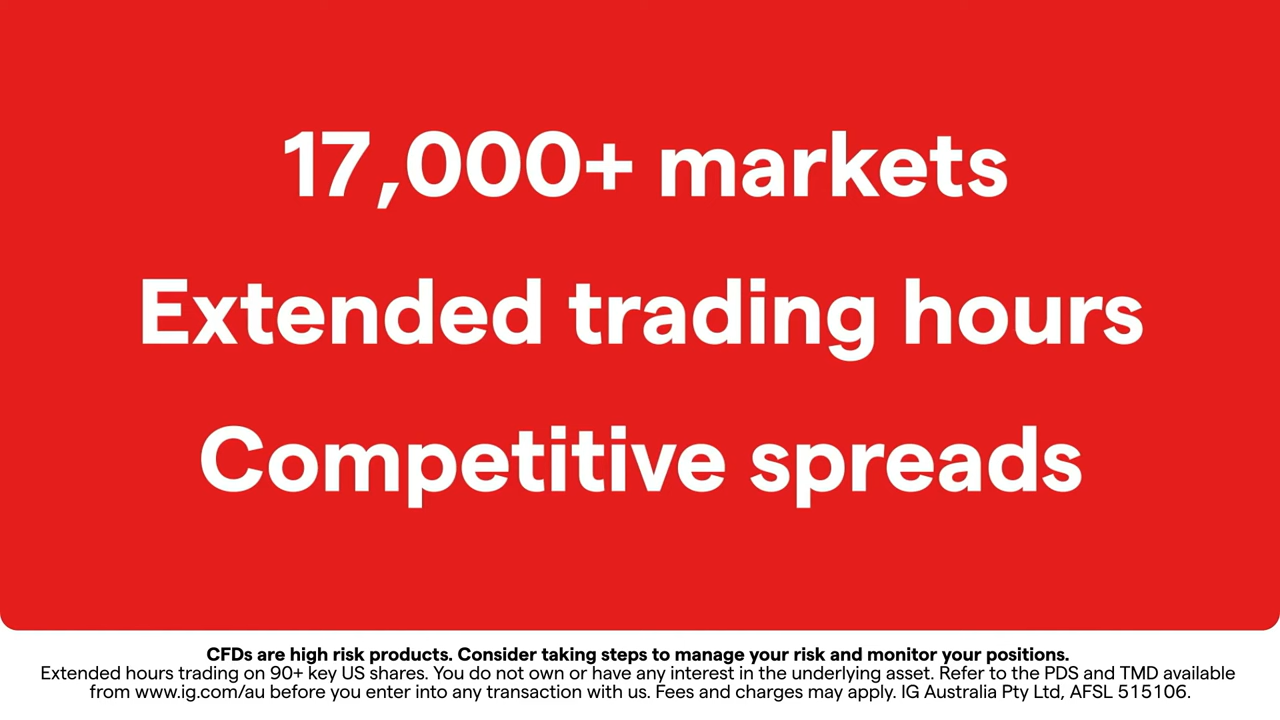 17,000+ markets
Extended trading hours
Competitive spreads
CFDs are high risk products. Consider taking steps to manage your risk and monitor your positions.
Extended hours trading on 90+ key US shares. You do not own or have any interest in the underlying asset. Refer to the PDS and TMD available
from www.ig.com/au before you enter into any transaction with us. Fees and charges may apply. IG Australia Pty Ltd, AFSL 515106.